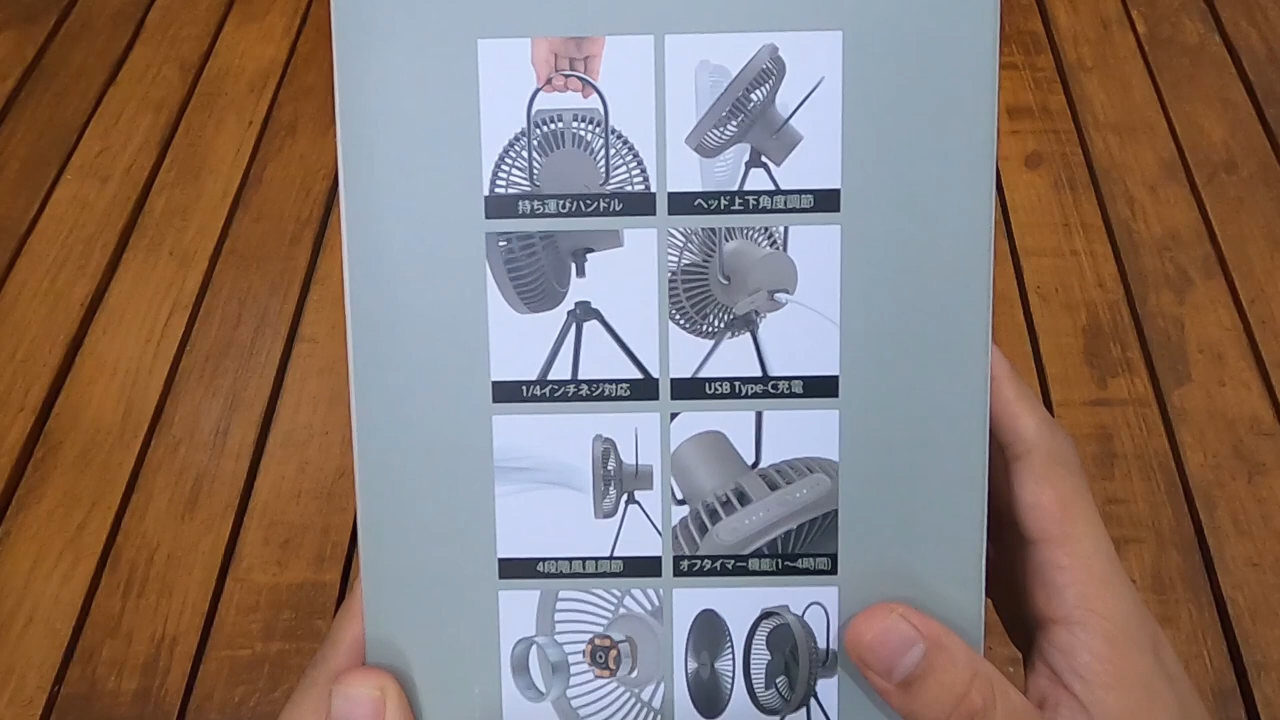 持ち運びハンドル
ヘッド上下角度調節
1/4インチネジ対応
USB Type-C充電
4段階風量調節
オフタイマー機能(1〜4時間)